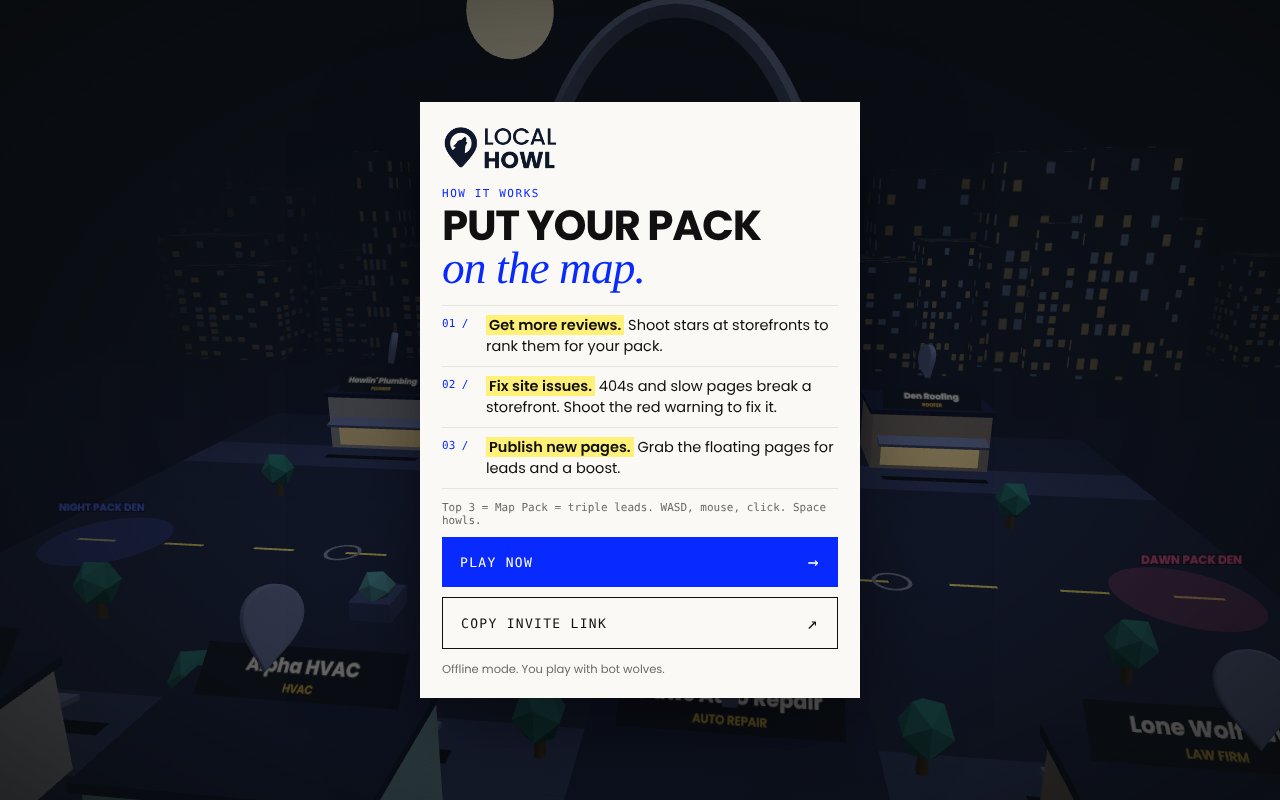 LOCAL
HOWL
HOW IT WORKS
PUT YOUR PACK
on the map.
01 / Get more reviews. Shoot stars at storefronts to
rank them for your pack.
02 / Fix site issues. 404s and slow pages break a
storefront. Shoot the red warning to fix it.
03 / Publish new pages. Grab the floating pages for
leads and a boost.
Top 3 = Map Pack = triple leads. WASD, mouse, click. Space
howls.
PLAY NOW →
COPY INVITE LINK ↗
Offline mode. You play with bot wolves.
Howlin' Plumbing
PLUMBER
Den Roofing
ROOFER
NIGHT PACK DEN
DAWN PACK DEN
Alpha HVAC
HVAC
Repair
AUTO REPAIR
Lone Wolf
LAW FIRM